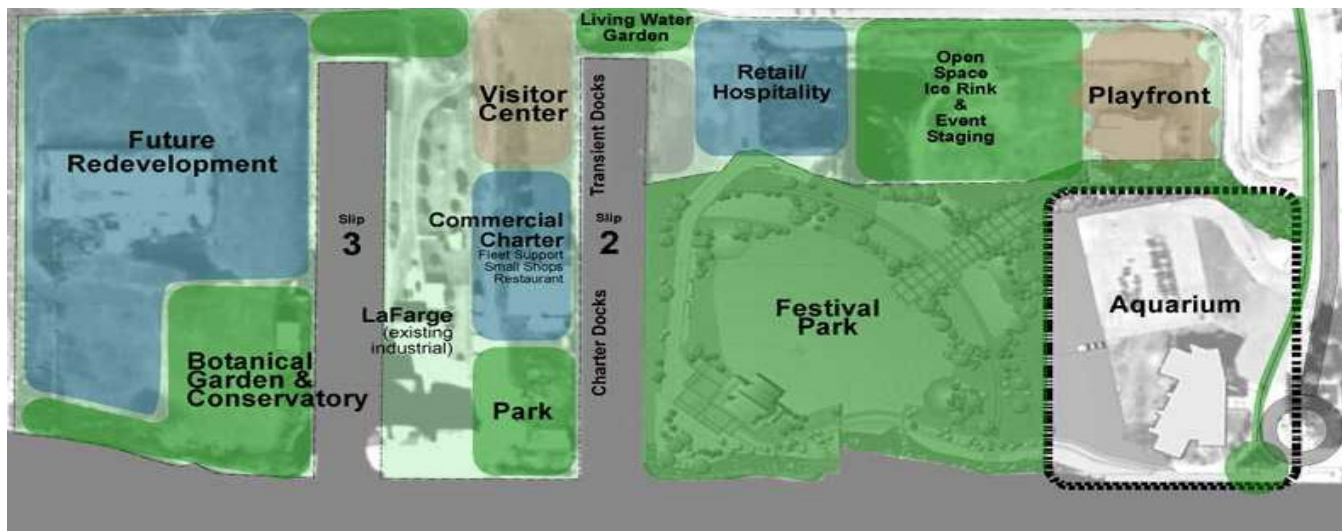 Future
Redevelopment
Botanical
Garden &
Conservatory
Slip
3
LaFarge
(existing
industrial)
Visitor
Center
Commercial
Charter
Fleet Support
Small Shops
Restaurant
Park
Living Water
Garden
Transient Docks
Slip
2
Charter Docks
Retail/
Hospitality
Open
Space
Ice Rink
&
Event
Staging
Playfront
Festival
Park
Aquarium